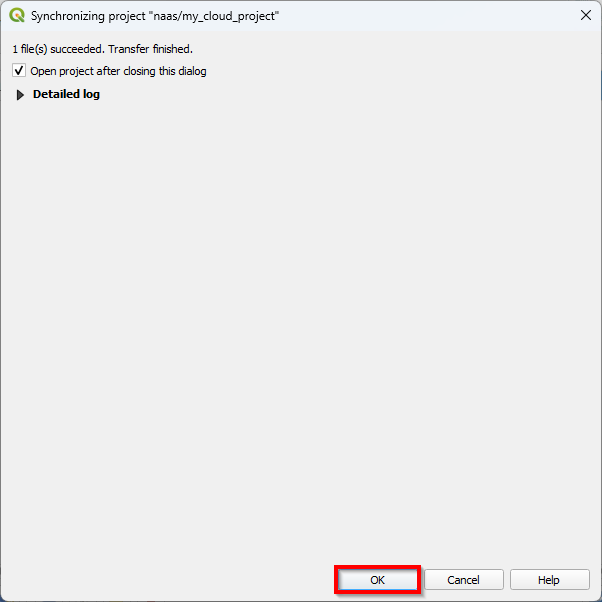 Synchronizing project "naas/my_cloud_project"
1 file(s) succeeded. Transfer finished.
Open project after closing this dialog
Detailed log
OK Cancel Help